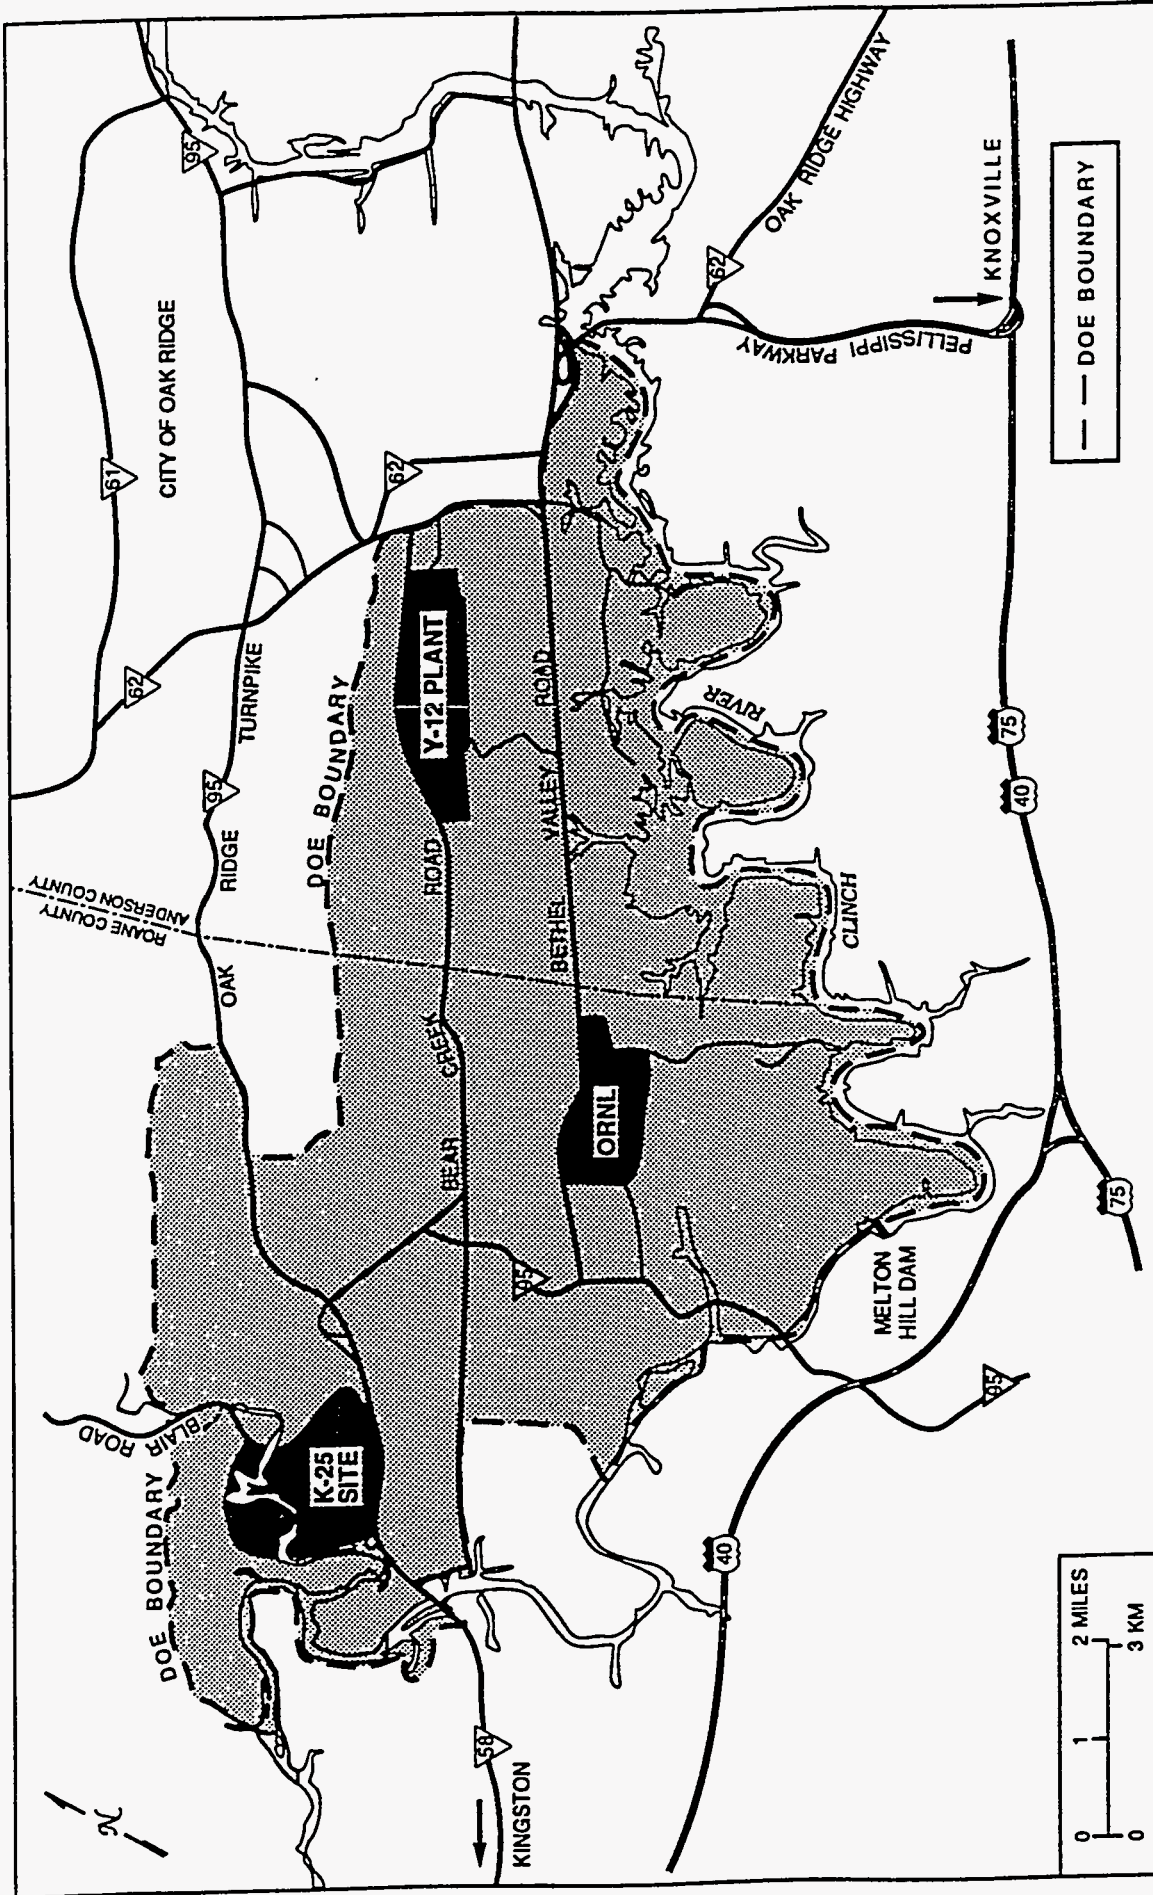 CITY OF OAK RIDGE
61
62
95
95
OAK RIDGE TURNPIKE
ROANE COUNTY
ANDERSON COUNTY
DOE BOUNDARY
BLAIR ROAD
DOE BOUNDARY
N
K-25
SITE
Y-12 PLANT
62
BEAR CREEK ROAD
BETHEL VALLEY ROAD
95
ORNL
58
KINGSTON
MELTON
HILL DAM
CLINCH RIVER
62
OAK RIDGE HIGHWAY
PELLISSIPPI PARKWAY
KNOXVILLE
40
95
75
40
75
0 1 2 MILES
0 3 KM
DOE BOUNDARY